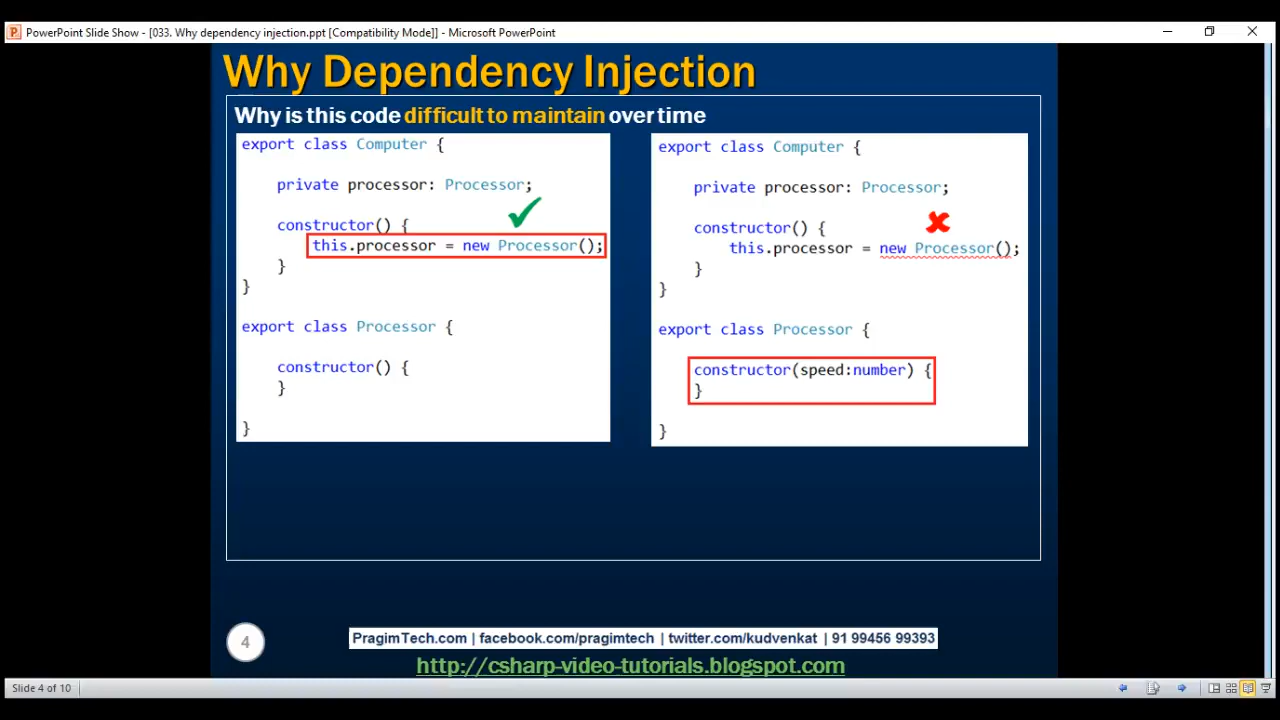 PowerPoint Slide Show - [033. Why dependency injection.ppt [Compatibility Mode]] - Microsoft PowerPoint
Why Dependency Injection
Why is this code difficult to maintain over time
export class Computer {
private processor: Processor;
constructor() {
this.processor = new Processor();
}
}
export class Processor {
constructor() {
}
}
export class Computer {
private processor: Processor;
constructor() {
this.processor = new Processor();
}
}
export class Processor {
constructor(speed:number) {
}
}
4
PragimTech.com | facebook.com/pragimtech | twitter.com/kudvenkat | 91 99456 99393
http://csharp-video-tutorials.blogspot.com
Slide 4 of 10